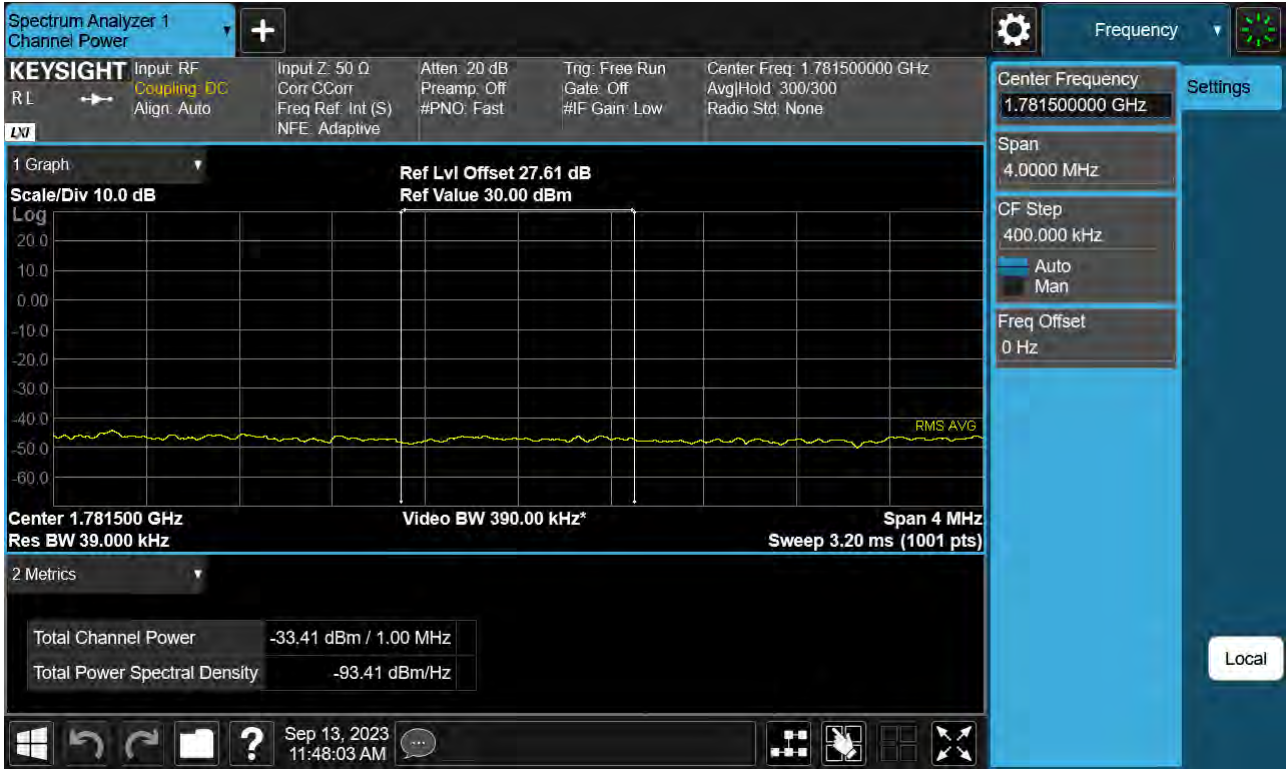 Spectrum Analyzer 1
Channel Power
+
Frequency
KEYSIGHT
RL
LXI
Input: RF
Coupling: DC
Align: Auto
Input Z: 50 Ω
Corr CCorr
Freq Ref: Int (S)
NFE: Adaptive
Atten: 20 dB
Preamp: Off
#PNO: Fast
Trig: Free Run
Gate: Off
#IF Gain: Low
Center Freq: 1.781500000 GHz
Avg|Hold: 300/300
Radio Std: None
1 Graph
Scale/Div 10.0 dB
Ref Lvl Offset 27.61 dB
Ref Value 30.00 dBm
Log
20.0
10.0
0.00
-10.0
-20.0
-30.0
-40.0
-50.0
-60.0
RMS AVG
Center 1.781500 GHz
Res BW 39.000 kHz
Video BW 390.00 kHz*
Span 4 MHz
Sweep 3.20 ms (1001 pts)
2 Metrics
Total Channel Power -33.41 dBm / 1.00 MHz
Total Power Spectral Density -93.41 dBm/Hz
Center Frequency
1.781500000 GHz
Span
4.0000 MHz
CF Step
400.000 kHz
Auto
Man
Freq Offset
0 Hz
Settings
Local
?
Sep 13, 2023
11:48:03 AM